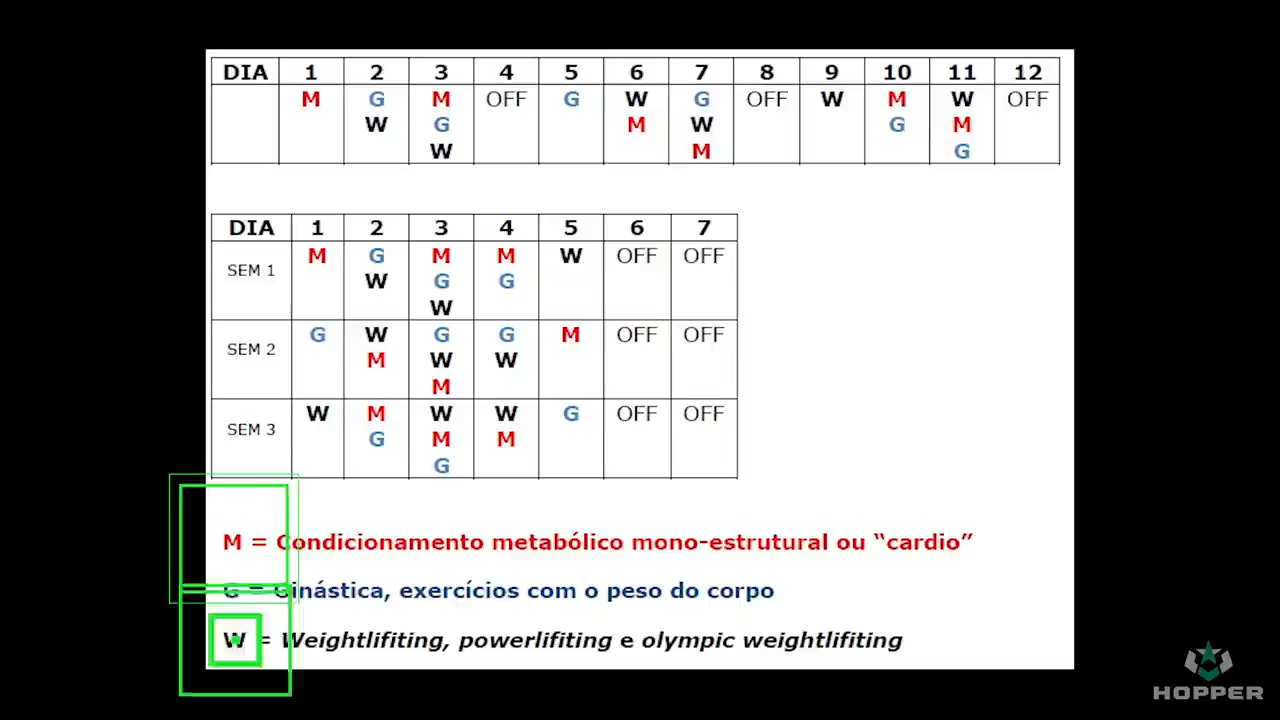 DIA 1 2 3 4 5 6 7 8 9 10 11 12
M G M OFF G W G OFF W M W OFF
W G M W G M
W M G
DIA 1 2 3 4 5 6 7
SEM 1 M G M M W OFF OFF
W G G
W
SEM 2 G W G G M OFF OFF
M W W
M
SEM 3 W M W W G OFF OFF
G M M
G
M = Condicionamento metabólico mono-estrutural ou “cardio”
G = Ginástica, exercícios com o peso do corpo
W = Weightlifiting, powerlifiting e olympic weightlifiting
HOPPER